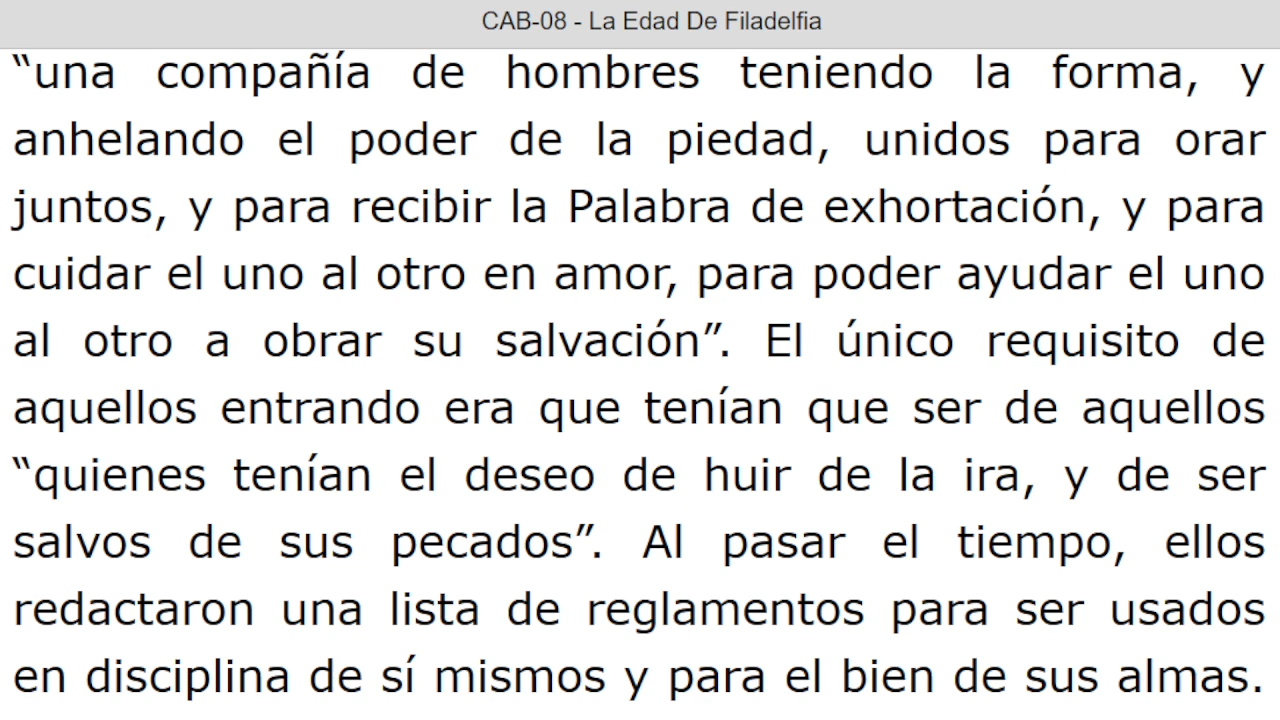 CAB-08 - La Edad De Filadelfia
“una compañía de hombres teniendo la forma, y
anhelando el poder de la piedad, unidos para orar
juntos, y para recibir la Palabra de exhortación, y para
cuidar el uno al otro en amor, para poder ayudar el uno
al otro a obrar su salvación”. El único requisito de
aquellos entrando era que tenían que ser de aquellos
“quienes tenían el deseo de huir de la ira, y de ser
salvos de sus pecados”. Al pasar el tiempo, ellos
redactaron una lista de reglamentos para ser usados
en disciplina de sí mismos y para el bien de sus almas.